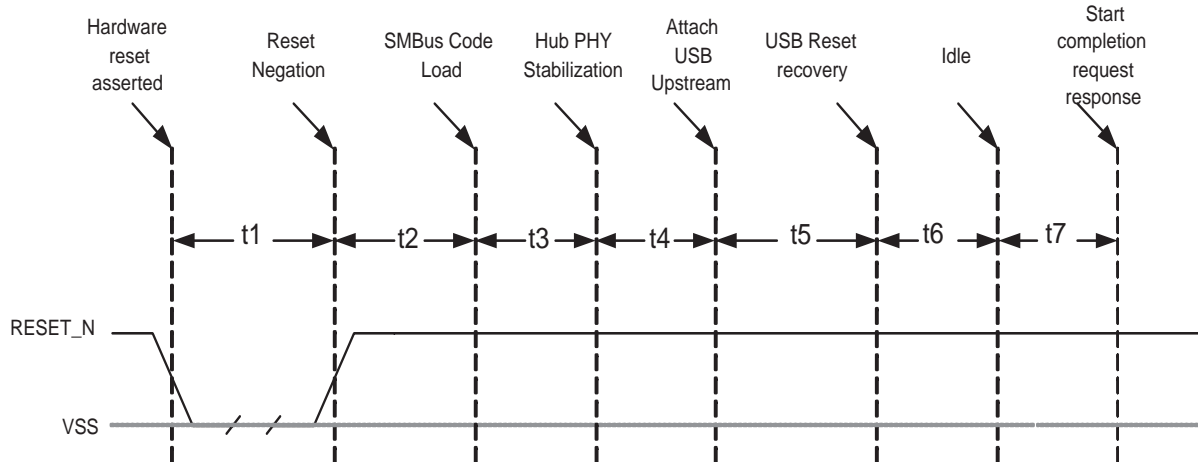 Hardware
reset
asserted
Reset
Negation
SMBus Code
Load
Hub PHY
Stabilization
Attach
USB
Upstream
USB Reset
recovery
Idle
Start
completion
request
response
t1
t2
t3
t4
t5
t6
t7
RESET_N
VSS